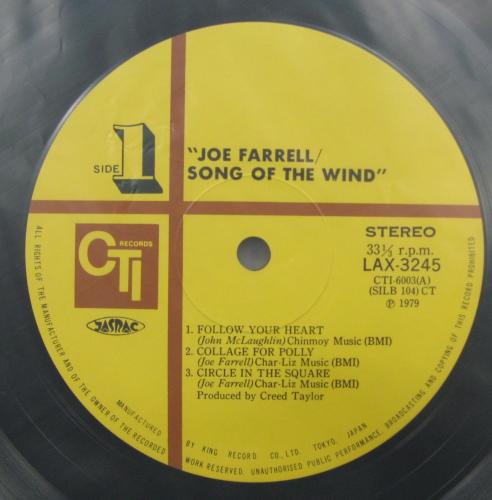 SIDE 1
"JOE FARRELL/
SONG OF THE WIND"
CTI RECORDS
JASRAC
STEREO
33⅓ r.p.m.
LAX-3245
CTI-6003(A)
(SILB 104) CT
℗ 1979
1. FOLLOW YOUR HEART
(John McLaughlin) Chinmoy Music (BMI)
2. COLLAGE FOR POLLY
(Joe Farrell) Char-Liz Music (BMI)
3. CIRCLE IN THE SQUARE
(Joe Farrell) Char-Liz Music (BMI)
Produced by Creed Taylor
ALL RIGHTS OF THE MANUFACTURER AND OF THE OWNER OF THE RECORDED WORK RESERVED. UNAUTHORISED PUBLIC PERFORMANCE, BROADCASTING AND COPYING OF THIS RECORD PROHIBITED
MANUFACTURED BY KING RECORD CO., LTD. TOKYO, JAPAN